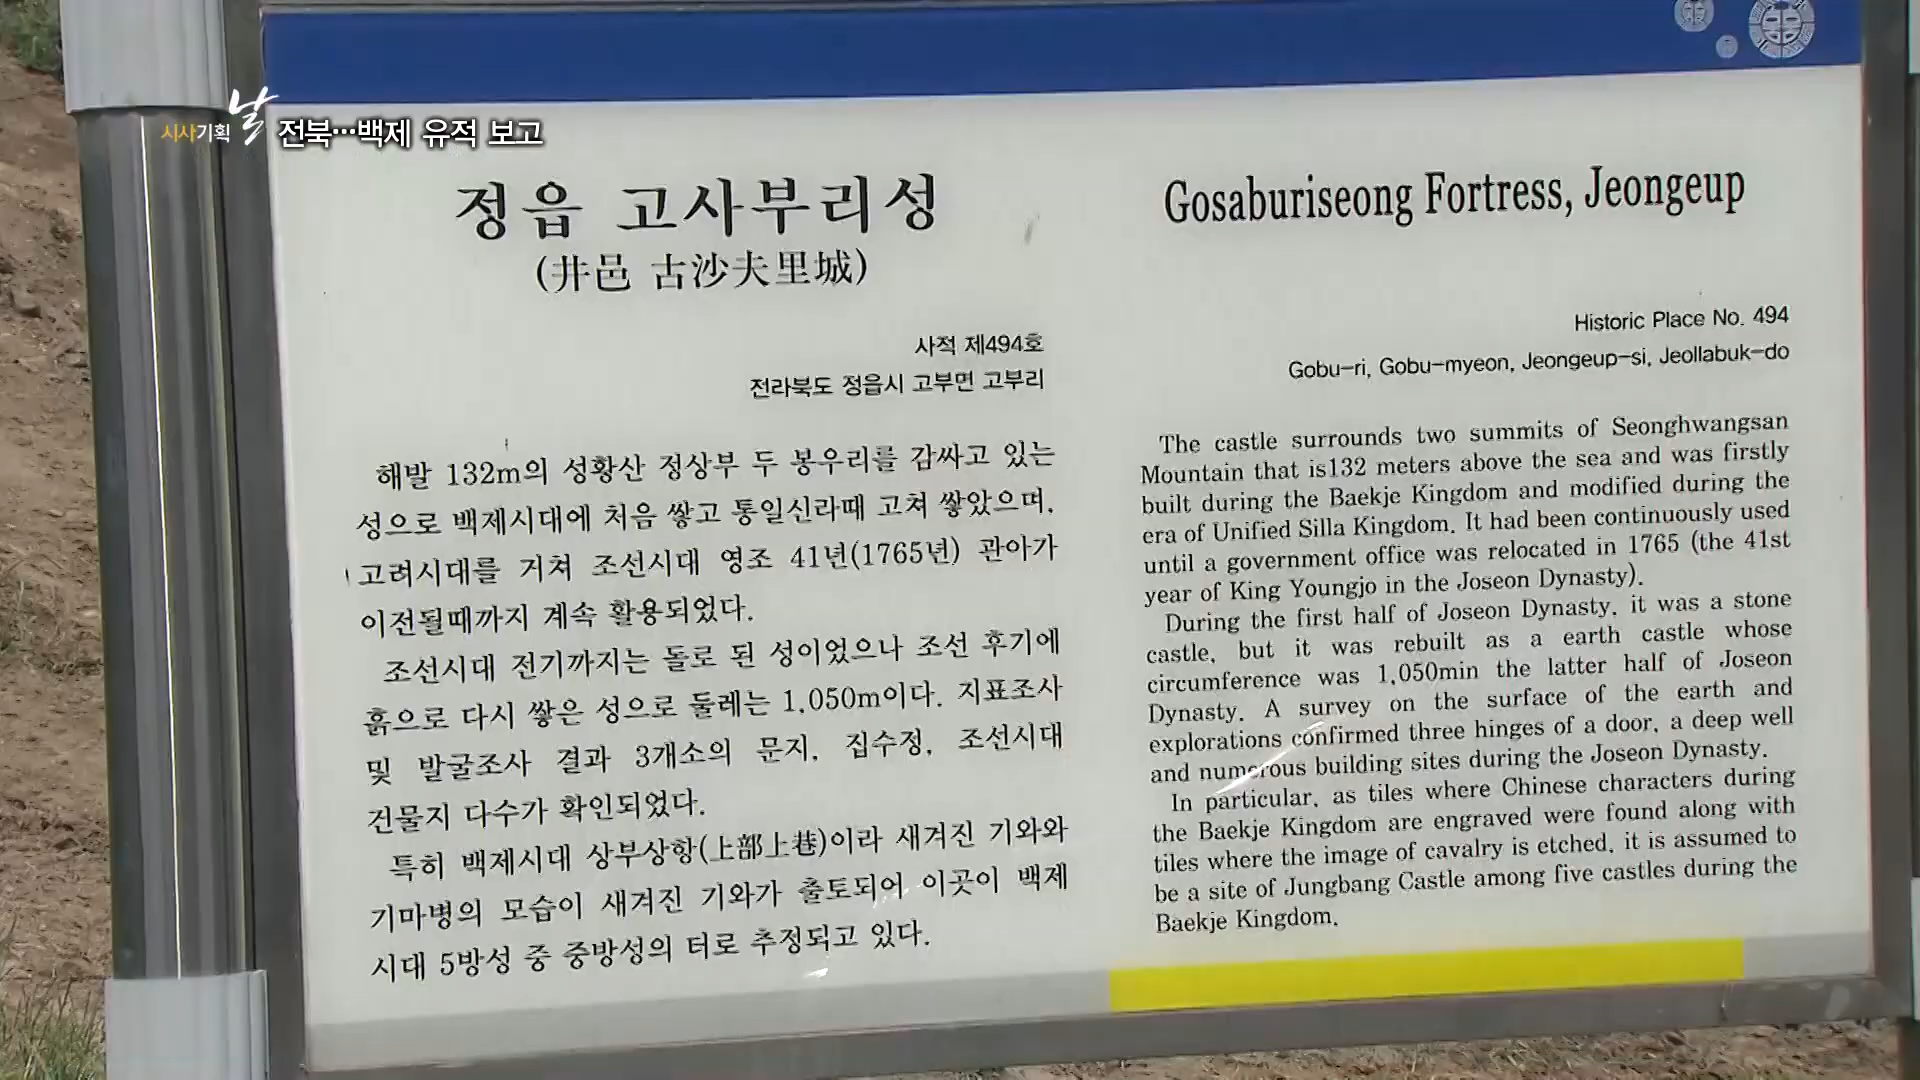 시사기획 날 전북…백제 유적 보고
정읍 고사부리성
(井邑 古沙夫里城)
사적 제494호
전라북도 정읍시 고부면 고부리
해발 132m의 성황산 정상부 두 봉우리를 감싸고 있는
성으로 백제시대에 처음 쌓고 통일신라때 고쳐 쌓았으며,
고려시대를 거쳐 조선시대 영조 41년(1765년) 관아가
이전될때까지 계속 활용되었다.
조선시대 전기까지는 돌로 된 성이었으나 조선 후기에
흙으로 다시 쌓은 성으로 둘레는 1,050m이다. 지표조사
및 발굴조사 결과 3개소의 문지, 집수정, 조선시대
건물지 다수가 확인되었다.
특히 백제시대 상부상항(上部上巷)이라 새겨진 기와와
기마병의 모습이 새겨진 기와가 출토되어 이곳이 백제
시대 5방성 중 중방성의 터로 추정되고 있다.
Gosaburiseong Fortress, Jeongeup
Historic Place No. 494
Gobu-ri, Gobu-myeon, Jeongeup-si, Jeollabuk-do
The castle surrounds two summits of Seonghwangsan
Mountain that is132 meters above the sea and was firstly
built during the Baekje Kingdom and modified during the
era of Unified Silla Kingdom. It had been continuously used
until a government office was relocated in 1765 (the 41st
year of King Youngjo in the Joseon Dynasty).
During the first half of Joseon Dynasty, it was a stone
castle, but it was rebuilt as a earth castle whose
circumference was 1,050min the latter half of Joseon
Dynasty. A survey on the surface of the earth and
explorations confirmed three hinges of a door, a deep well
and numerous building sites during the Joseon Dynasty.
In particular, as tiles where Chinese characters during
the Baekje Kingdom are engraved were found along with
tiles where the image of cavalry is etched, it is assumed to
be a site of Jungbang Castle among five castles during the
Baekje Kingdom.